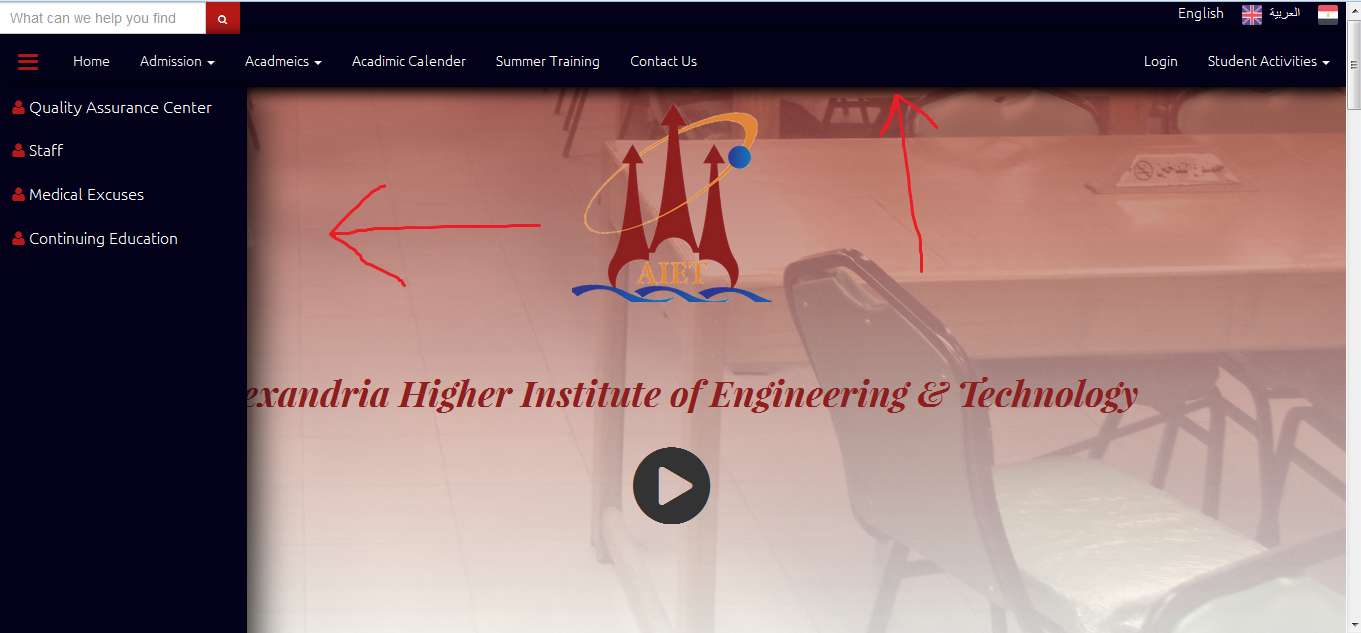 What can we help you find
English
العربية
Home
Admission
Acadmeics
Acadimic Calender
Summer Training
Contact Us
Login
Student Activities
Quality Assurance Center
Staff
Medical Excuses
Continuing Education
AIET
exandria Higher Institute of Engineering & Technology